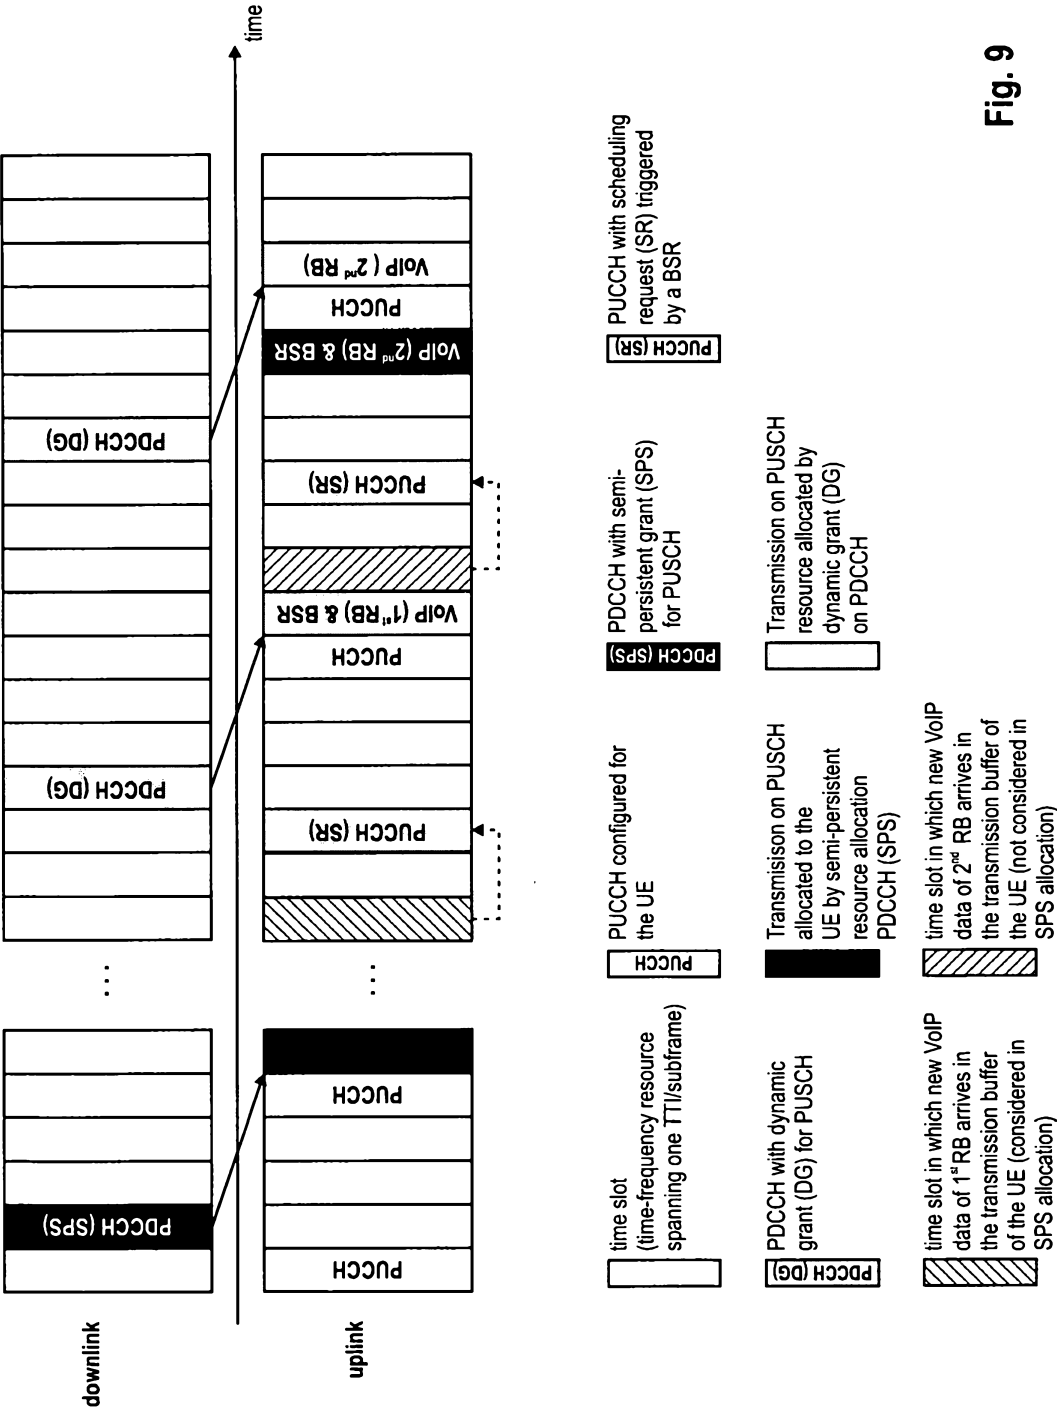 downlink
PDCCH (SPS)
...
PDCCH (DG)
PDCCH (DG)
time
uplink
PUCCH
PUCCH
...
PUCCH (SR)
PUCCH
VoIP (1st RB) & BSR
PUCCH (SR)
VoIP (2nd RB) & BSR
PUCCH
VoIP (2nd RB)
time slot
(time-frequency resource
spanning one TTI/subframe)
PUCCH
PUCCH configured for
the UE
PDCCH (SPS)
PDCCH with semi-
persistent grant (SPS)
for PUSCH
PUCCH (SR)
PUCCH with scheduling
request (SR) triggered
by a BSR
PDCCH (DG)
PDCCH with dynamic
grant (DG) for PUSCH
Transmisison on PUSCH
allocated to the
UE by semi-persistent
resource allocation
PDCCH (SPS)
Transmission on PUSCH
resource allocated by
dynamic grant (DG)
on PDCCH
time slot in which new VoIP
data of 1st RB arrives in
the transmission buffer
of the UE (considered in
SPS allocation)
time slot in which new VoIP
data of 2nd RB arrives in
the transmission buffer of
the UE (not considered in
SPS allocation)
Fig. 9